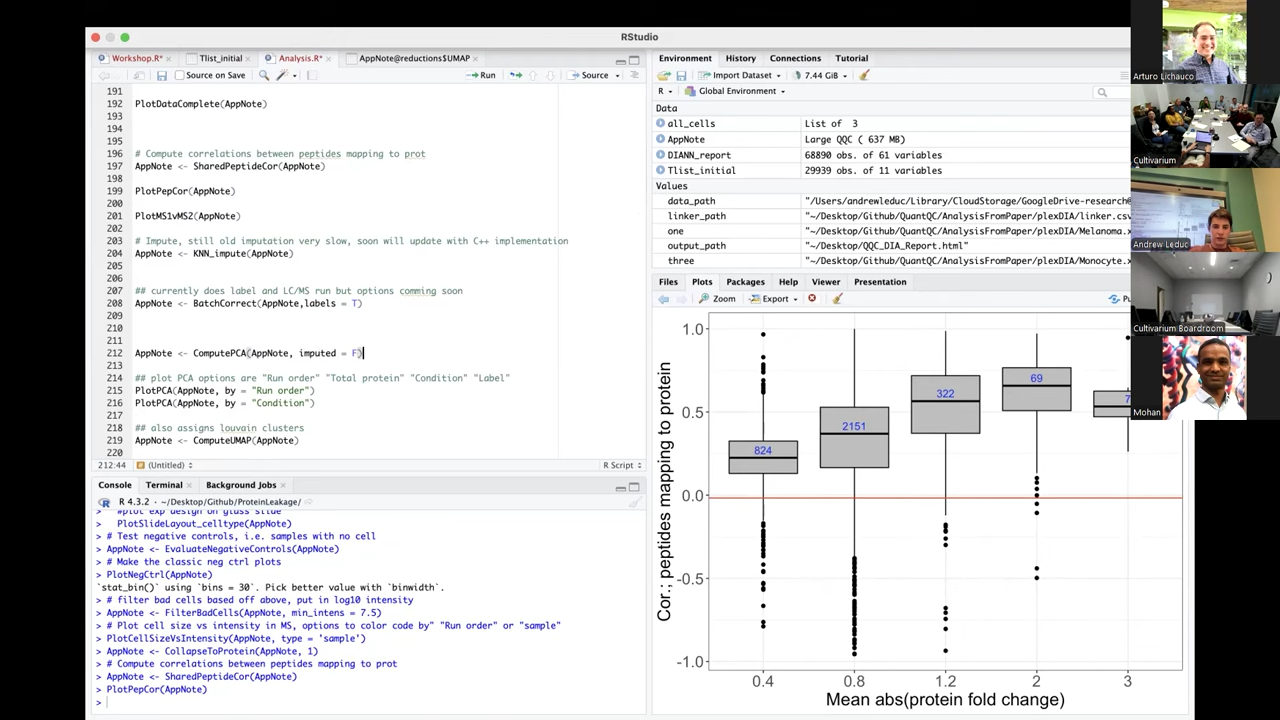 RStudio
Workshop.R*
Tlist_initial
Analysis.R*
AppNote@reductions$UMAP
Source on Save
Run
Source
191
192 PlotDataComplete(AppNote)
193
194
195
196 # Compute correlations between peptides mapping to prot
197 AppNote <- SharedPeptideCor(AppNote)
198
199 PlotPepCor(AppNote)
200
201 PlotMS1vMS2(AppNote)
202
203 # Impute, still old imputation very slow, soon will update with C++ implementation
204 AppNote <- KNN_impute(AppNote)
205
206
207 ## currently does label and LC/MS run but options comming soon
208 AppNote <- BatchCorrect(AppNote,labels = T)
209
210
211
212 AppNote <- ComputePCA(AppNote, imputed = F)
213
214 ## plot PCA options are "Run order" "Total protein" "Condition" "Label"
215 PlotPCA(AppNote, by = "Run order")
216 PlotPCA(AppNote, by = "Condition")
217
218 ## also assigns louvain clusters
219 AppNote <- ComputeUMAP(AppNote)
220
212:44 (Untitled) R Script
Console Terminal Background Jobs
R 4.3.2 · ~/Desktop/Github/ProteinLeakage/
> #plot exp design on glass slide
> PlotSlideLayout_celltype(AppNote)
> # Test negative controls, i.e. samples with no cell
> AppNote <- EvaluateNegativeControls(AppNote)
> # Make the classic neg ctrl plots
> PlotNegCtrl(AppNote)
`stat_bin()` using `bins = 30`. Pick better value with `binwidth`.
> # filter bad cells based off above, put in log10 intensity
> AppNote <- FilterBadCells(AppNote, min_intens = 7.5)
> # Plot cell size vs intensity in MS, options to color code by" "Run order" or "sample"
> PlotCellSizeVsIntensity(AppNote, type = 'sample')
> AppNote <- CollapseToProtein(AppNote, 1)
> # Compute correlations between peptides mapping to prot
> AppNote <- SharedPeptideCor(AppNote)
> PlotPepCor(AppNote)
>
Environment History Connections Tutorial
Import Dataset 7.44 GiB
R Global Environment
Data
all_cells List of 3
AppNote Large QQC ( 637 MB)
DIANN_report 68890 obs. of 61 variables
Tlist_initial 29939 obs. of 11 variables
Values
data_path "/Users/andrewleduc/Library/CloudStorage/GoogleDrive-research@
linker_path "~/Desktop/Github/QuantQC/AnalysisFromPaper/plexDIA/linker.csv
one "~/Desktop/Github/QuantQC/AnalysisFromPaper/plexDIA/Melanoma.x
output_path "~/Desktop/QQC_DIA_Report.html"
three "~/Desktop/Github/QuantQC/AnalysisFromPaper/plexDIA/Monocyte.x
Files Plots Packages Help Viewer Presentation
Zoom Export Pu
Cor.; peptides mapping to protein
1.0
0.5
0.0
-0.5
-1.0
824
2151
322
69
7
0.4 0.8 1.2 2 3
Mean abs(protein fold change)
Arturo Lichauco
Cultivarium
Andrew Leduc
Cultivarium Boardroom
Mohan